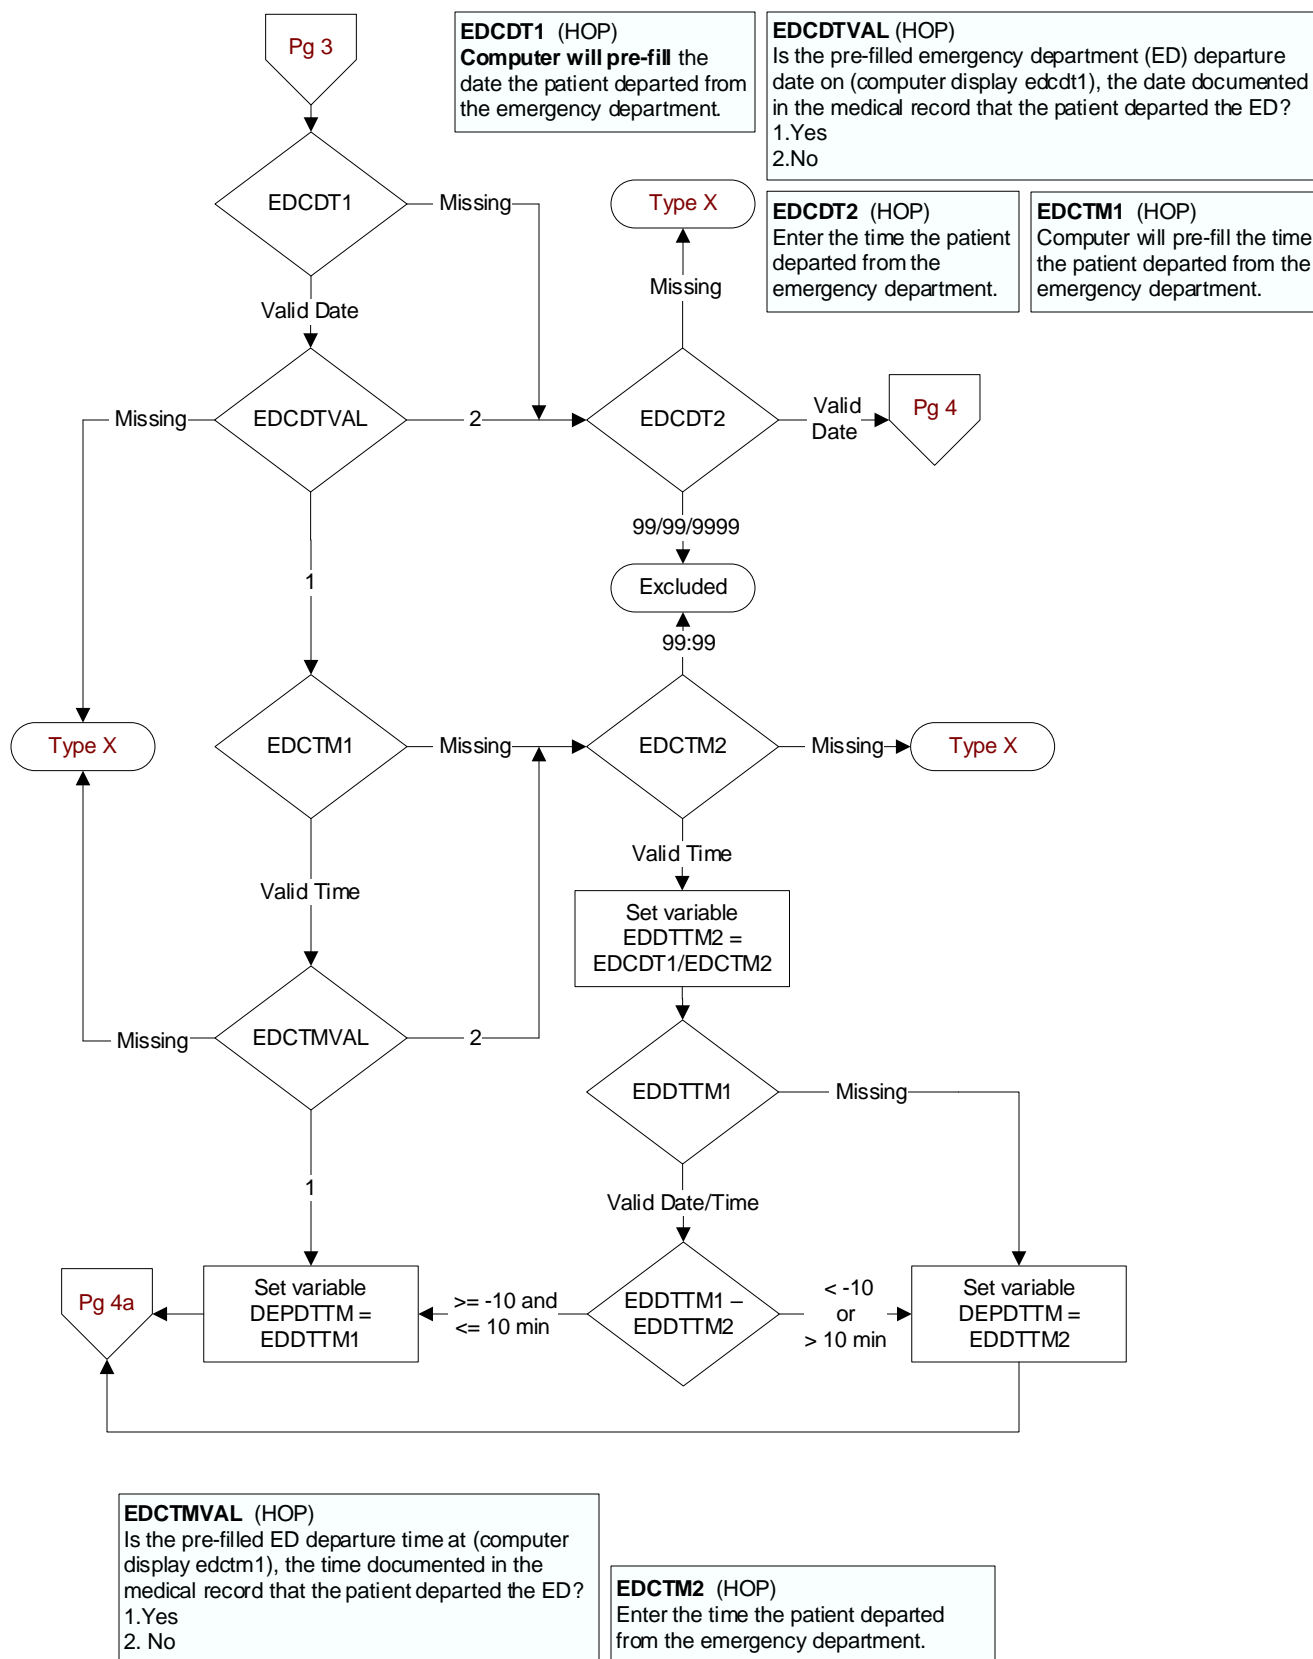 Pg 3
EDCDT1 (HOP)
Computer will pre-fill the
date the patient departed from
the emergency department.
EDCDTVAL (HOP)
Is the pre-filled emergency department (ED) departure
date on (computer display edcdt1), the date documented
in the medical record that the patient departed the ED?
1.Yes
2.No
EDCDT1
Missing
Type X
EDCDT2 (HOP)
Enter the time the patient
departed from the
emergency department.
EDCTM1 (HOP)
Computer will pre-fill the time
the patient departed from the
emergency department.
Missing
Valid Date
Missing
EDCDTVAL
2
EDCDT2
Valid
Date
Pg 4
99/99/9999
1
Excluded
99:99
Type X
EDCTM1
Missing
EDCTM2
Missing
Type X
Valid Time
Valid Time
Set variable
EDDTTM2 =
EDCDT1/EDCTM2
Missing
EDCTMVAL
2
EDDTTM1
Missing
1
Valid Date/Time
Pg 4a
Set variable
DEPDTTM =
EDDTTM1
>= -10 and
<= 10 min
EDDTTM1 –
EDDTTM2
< -10
or
> 10 min
Set variable
DEPDTTM =
EDDTTM2
EDCTMVAL (HOP)
Is the pre-filled ED departure time at (computer
display edctm1), the time documented in the
medical record that the patient departed the ED?
1.Yes
2. No
EDCTM2 (HOP)
Enter the time the patient departed
from the emergency department.